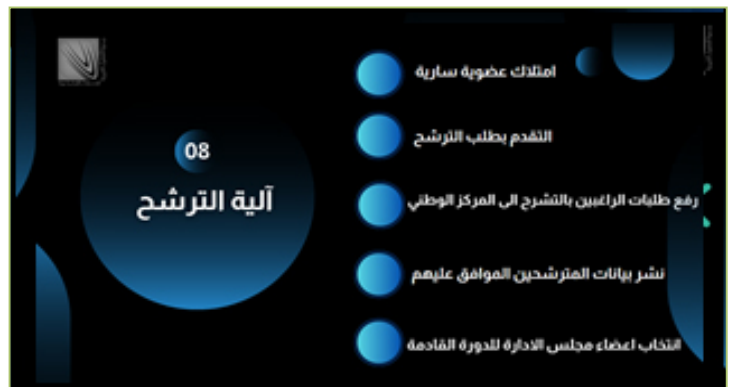 08
آلية الترشح
امتلاك عضوية سارية
التقدم بطلب الترشح
رفع طلبات الراغبين بالتشرح الى المركز الوطني
نشر بيانات المترشحين الموافق عليهم
انتخاب اعضاء مجلس الادارة للدورة القادمة